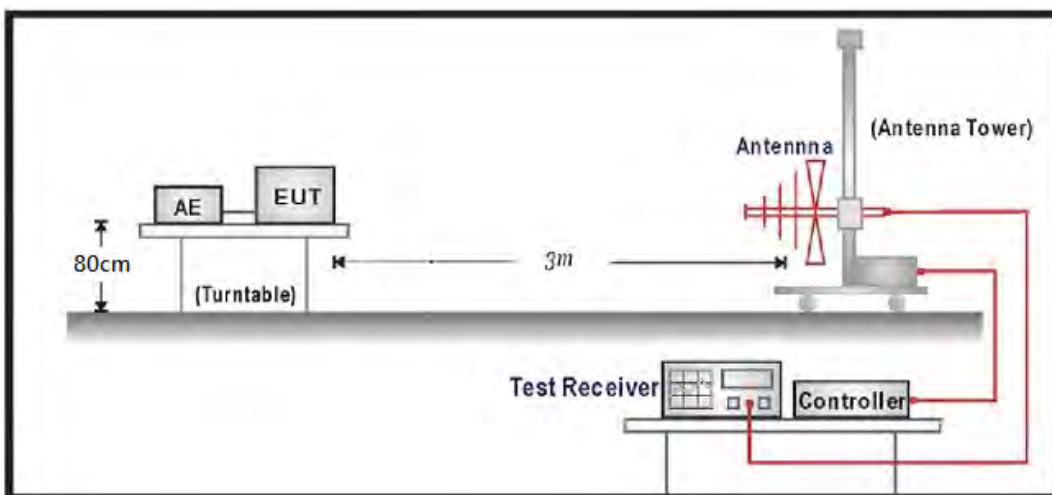 (Antenna Tower)
Antennna
AE
EUT
80cm
3m
(Turntable)
Test Receiver
Controller